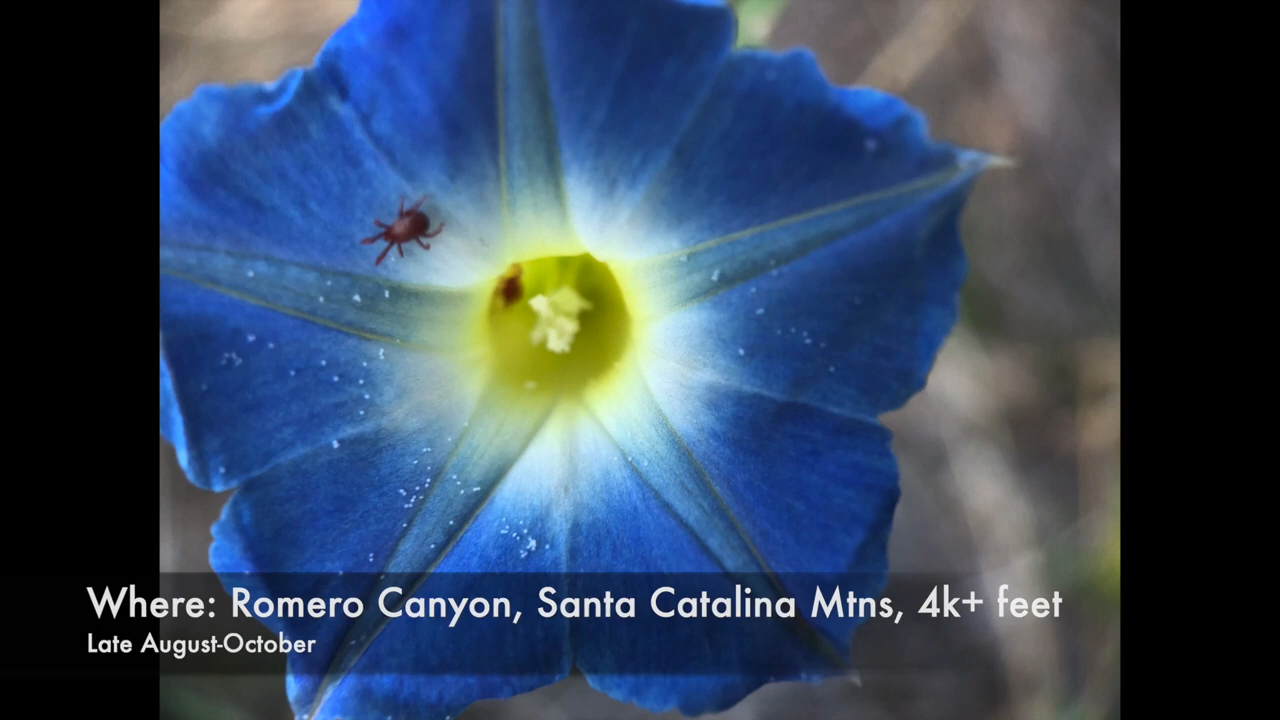 Where: Romero Canyon, Santa Catalina Mtns, 4k+ feet
Late August-October